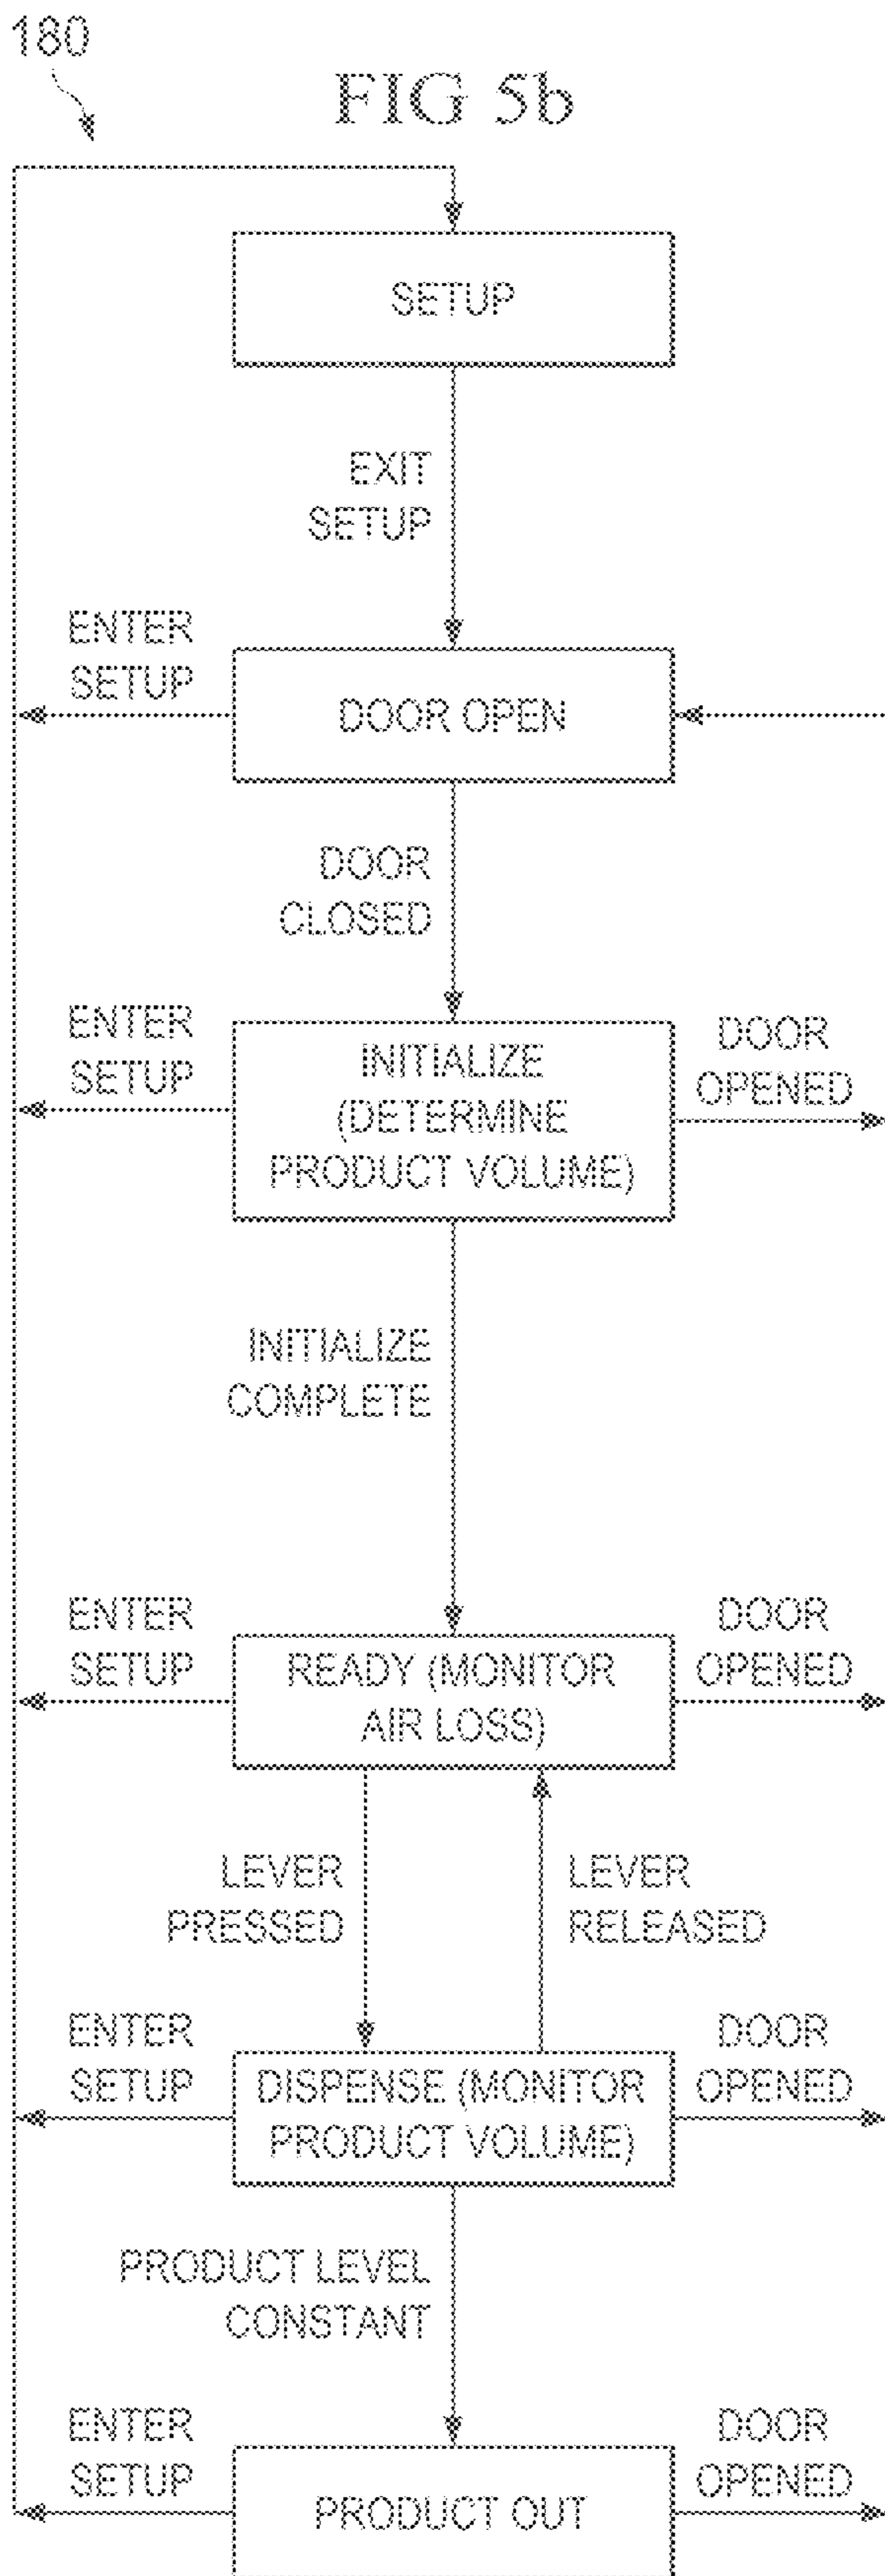 180
FIG 5b
SETUP
EXIT
SETUP
ENTER
SETUP
DOOR OPEN
DOOR
CLOSED
ENTER
SETUP
INITIALIZE
(DETERMINE
PRODUCT VOLUME)
DOOR
OPENED
INITIALIZE
COMPLETE
ENTER
SETUP
READY (MONITOR
AIR LOSS)
DOOR
OPENED
LEVER
PRESSED
LEVER
RELEASED
ENTER
SETUP
DISPENSE (MONITOR
PRODUCT VOLUME)
DOOR
OPENED
PRODUCT LEVEL
CONSTANT
ENTER
SETUP
PRODUCT OUT
DOOR
OPENED